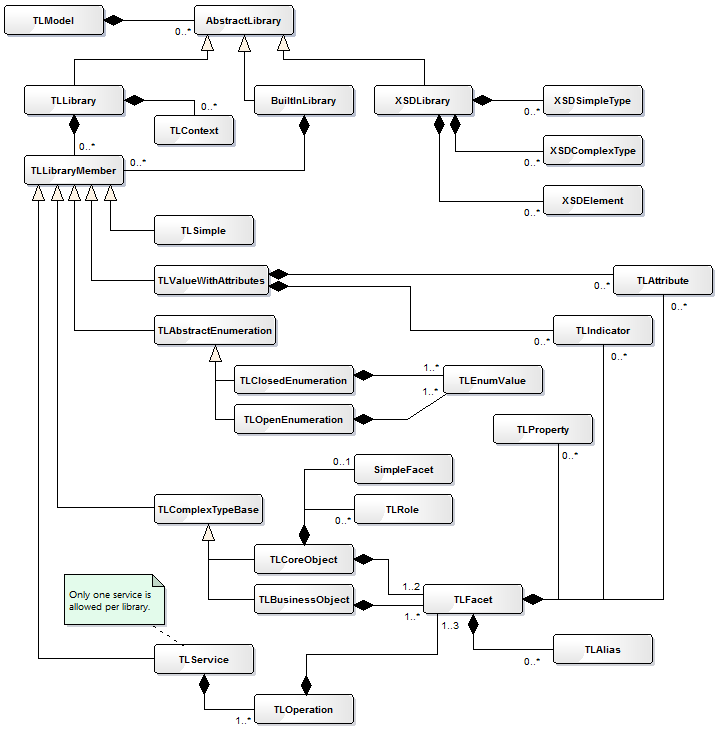 TLModel
AbstractLibrary
0..*
TLLibrary
BuiltInLibrary
XSDLibrary
XSDSimpleType
0..*
0..*
TLContext
0..*
XSDComplexType
0..*
TLLibraryMember
0..*
XSDElement
0..*
TLSimple
TLValueWithAttributes
TLAttribute
0..*
0..*
TLAbstractEnumeration
TLIndicator
0..*
0..*
TLClosedEnumeration
1..*
TLEnumValue
1..*
TLOpenEnumeration
TLProperty
0..*
0..1
SimpleFacet
TLComplexTypeBase
TLRole
0..*
TLCoreObject
1..2
Only one service is
allowed per library.
TLBusinessObject
TLFacet
1..*
1..3
TLService
TLAlias
0..*
TLOperation
1..*